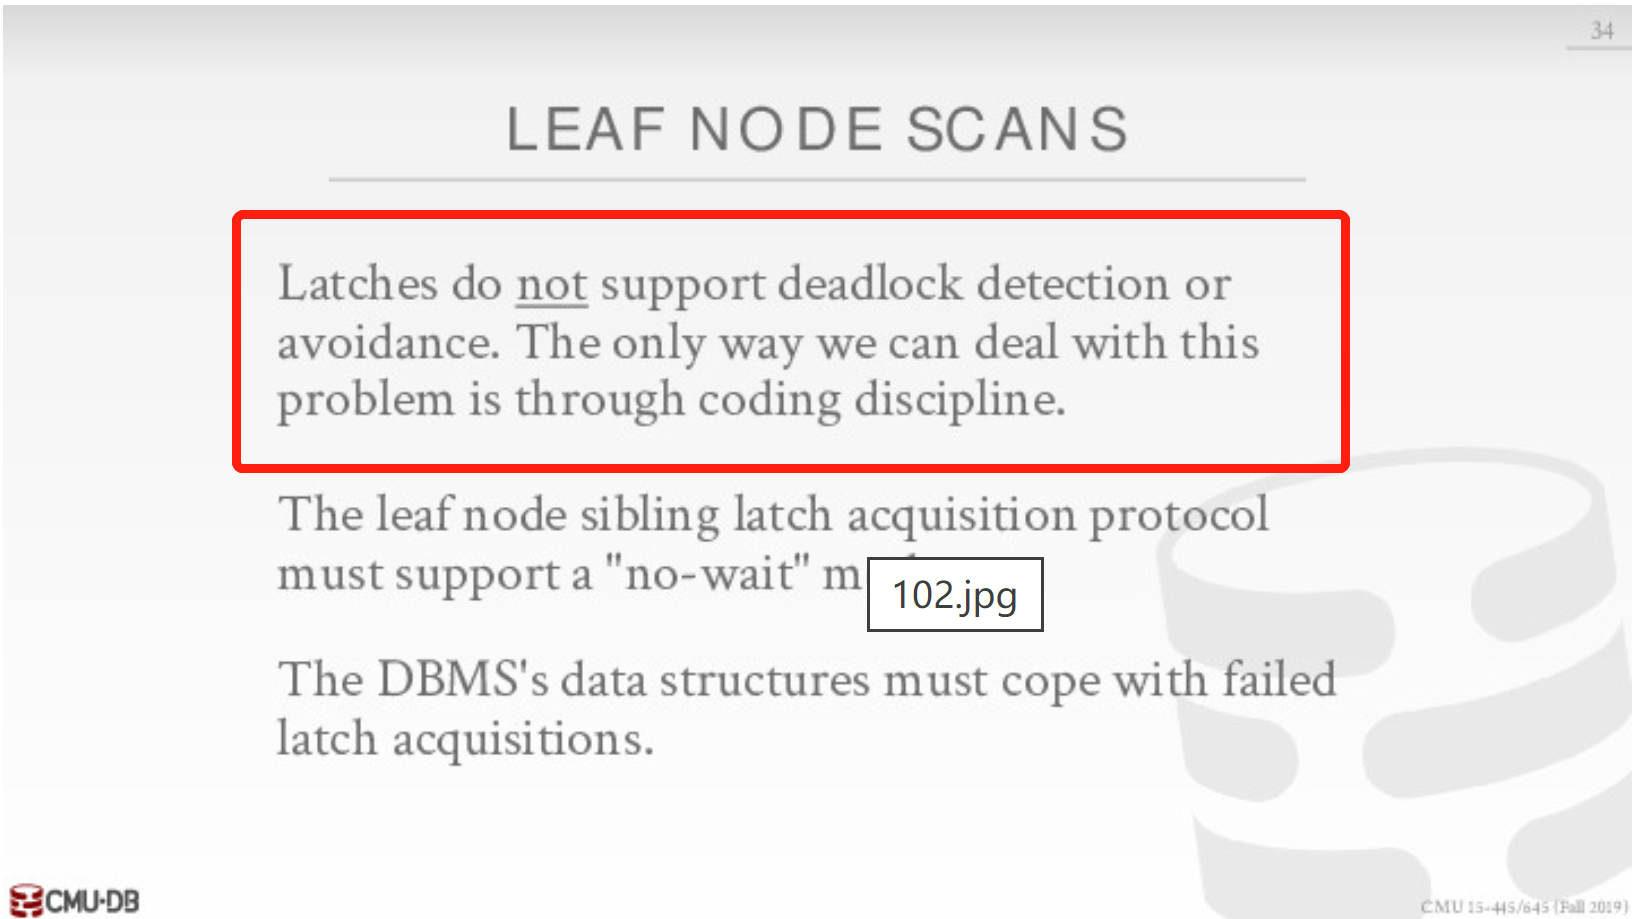 34
LEAF NODE SCANS
Latches do not support deadlock detection or
avoidance. The only way we can deal with this
problem is through coding discipline.
The leaf node sibling latch acquisition protocol
must support a "no-wait" m
102.jpg
The DBMS's data structures must cope with failed
latch acquisitions.
CMU·DB
CMU 15-445/645 (Fall 2019)